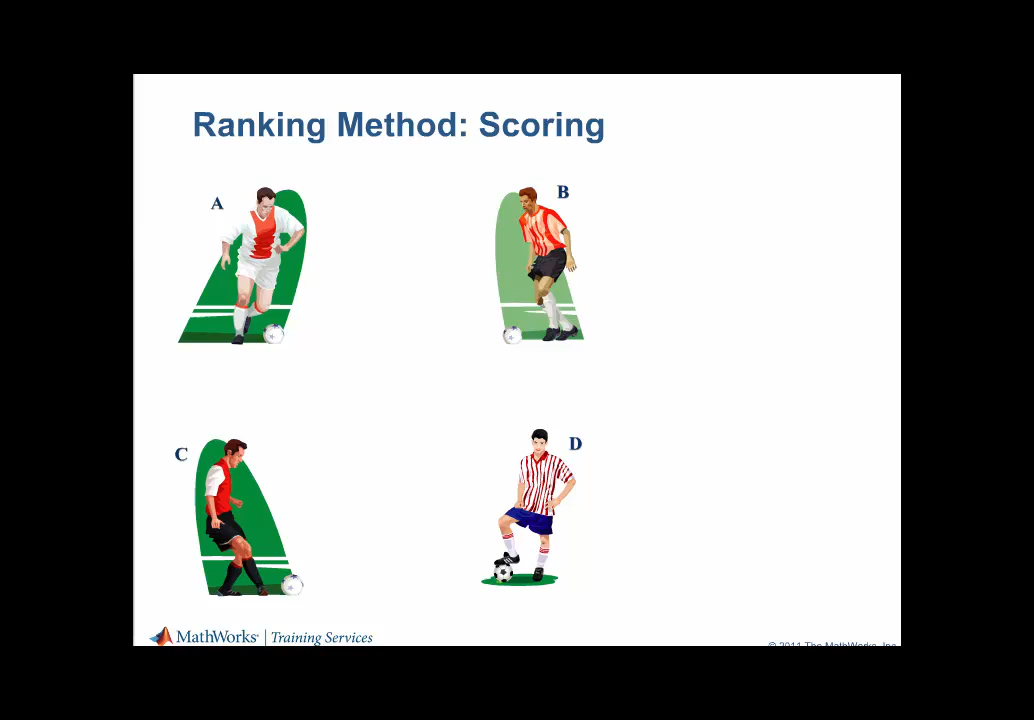 Ranking Method: Scoring
A
B
C
D
MathWorks® | Training Services
© 2011 The MathWorks, Inc